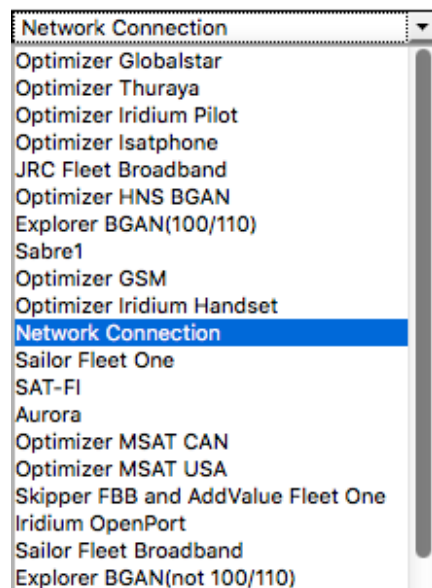 Network Connection
Optimizer Globalstar
Optimizer Thuraya
Optimizer Iridium Pilot
Optimizer Isatphone
JRC Fleet Broadband
Optimizer HNS BGAN
Explorer BGAN(100/110)
Sabre1
Optimizer GSM
Optimizer Iridium Handset
Network Connection
Sailor Fleet One
SAT-FI
Aurora
Optimizer MSAT CAN
Optimizer MSAT USA
Skipper FBB and AddValue Fleet One
Iridium OpenPort
Sailor Fleet Broadband
Explorer BGAN(not 100/110)